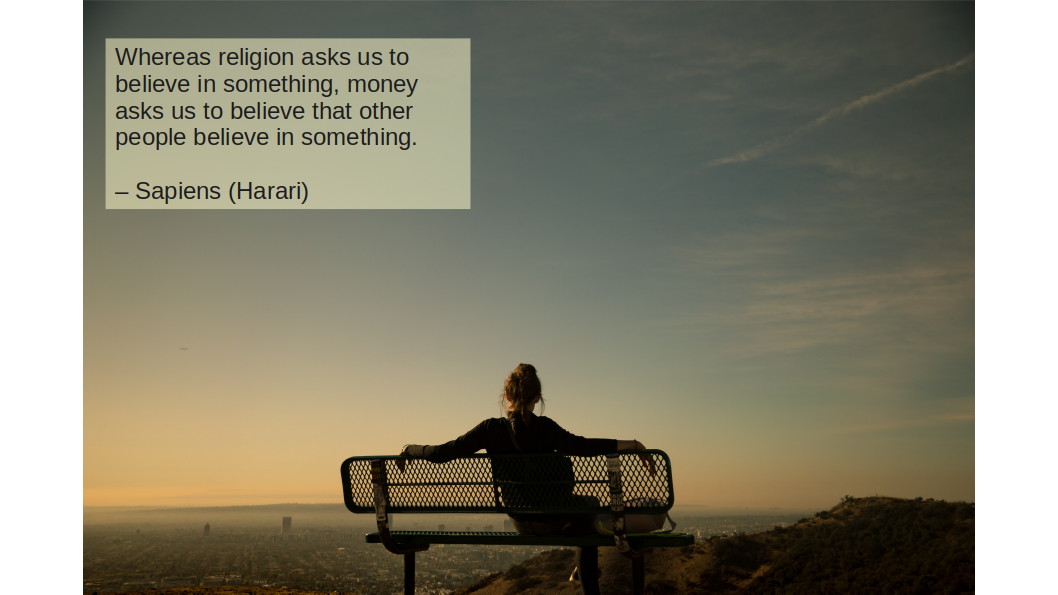 Whereas religion asks us to
believe in something, money
asks us to believe that other
people believe in something.
– Sapiens (Harari)